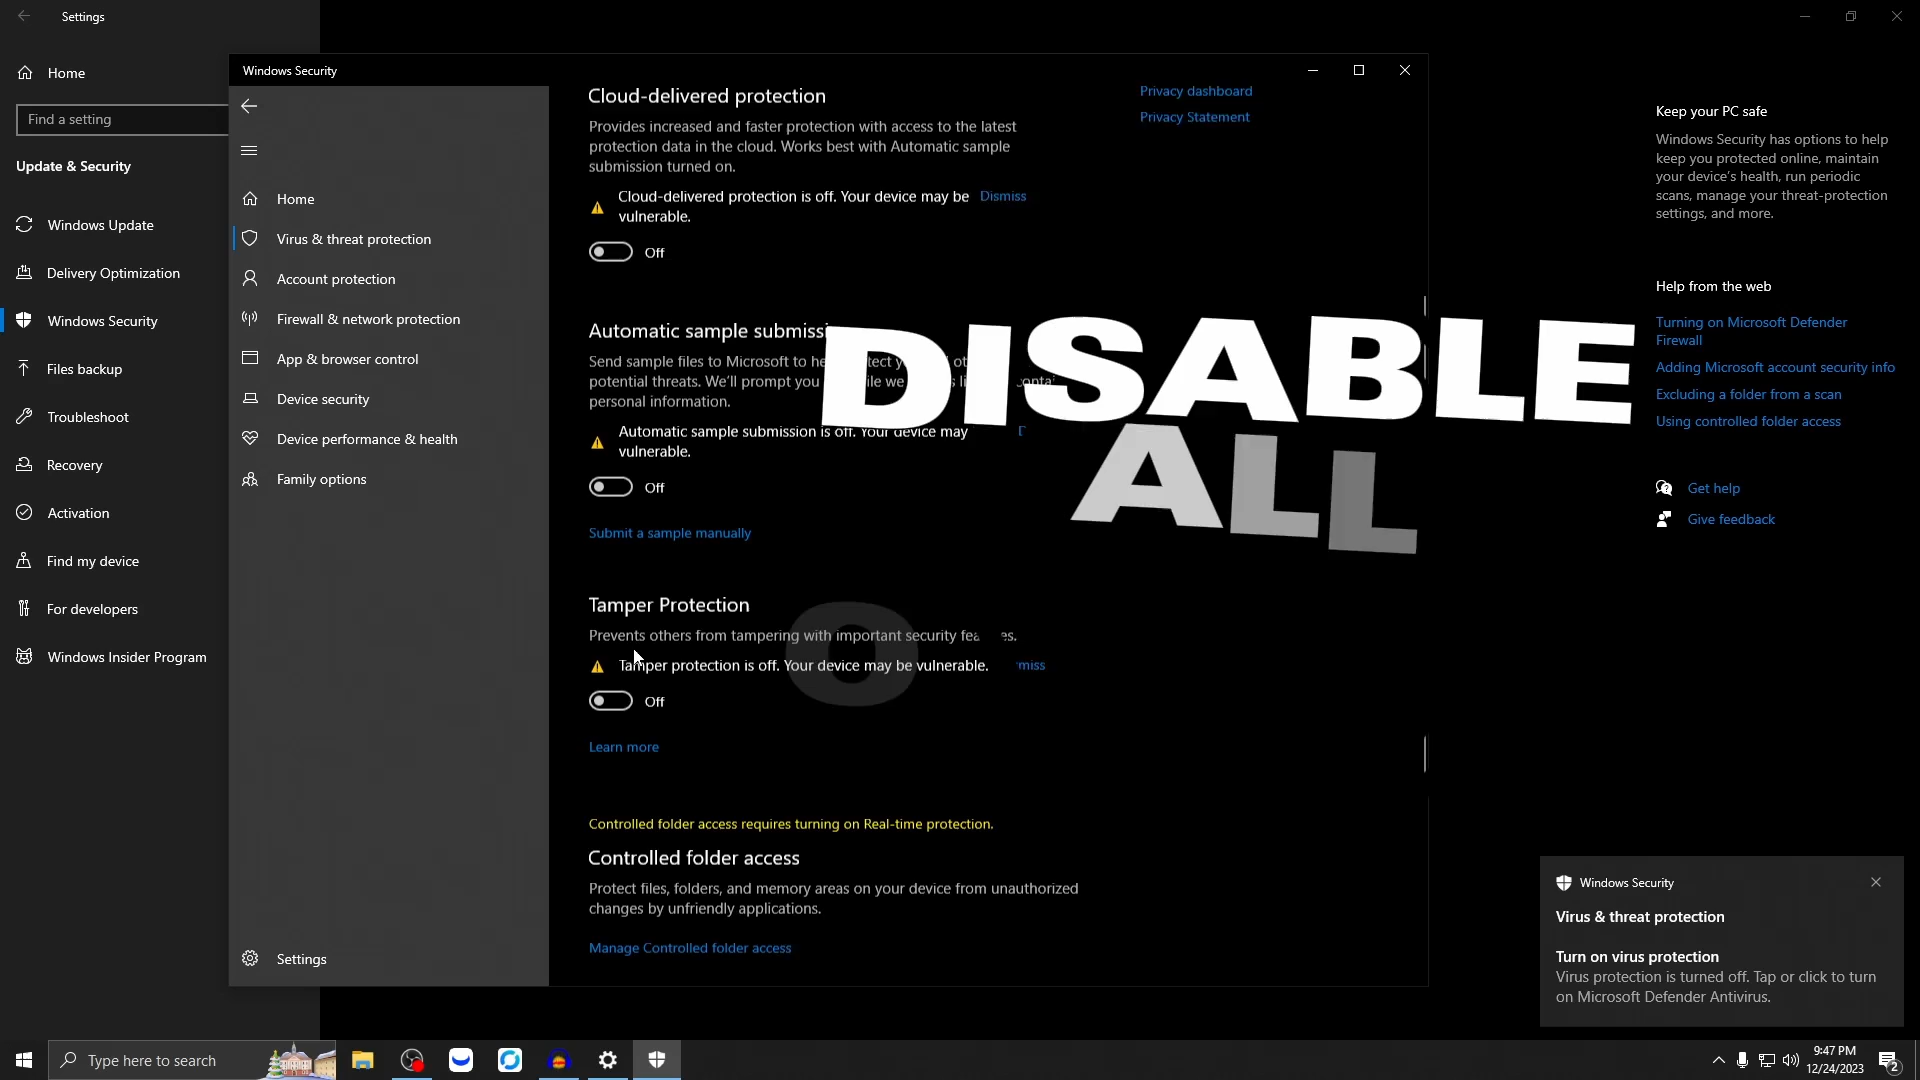 Settings
Home
Find a setting
Update & Security
Windows Update
Delivery Optimization
Windows Security
Files backup
Troubleshoot
Recovery
Activation
Find my device
For developers
Windows Insider Program
Windows Security
Home
Virus & threat protection
Account protection
Firewall & network protection
App & browser control
Device security
Device performance & health
Family options
Settings
Cloud-delivered protection
Provides increased and faster protection with access to the latest
protection data in the cloud. Works best with Automatic sample
submission turned on.
Cloud-delivered protection is off. Your device may be Dismiss
vulnerable.
Off
Automatic sample submissi
Send sample files to Microsoft to
potential threats. We'll prompt you
personal information.
Automatic sample submission is off. Your device may
vulnerable.
Off
Submit a sample manually
Tamper Protection
Prevents others from tampering with important security
Tamper protection is off. Your device may be vulnerable.
Off
Learn more
Controlled folder access requires turning on Real-time protection.
Controlled folder access
Protect files, folders, and memory areas on your device from unauthorized
changes by unfriendly applications.
Manage Controlled folder access
Privacy dashboard
Privacy Statement
DISABLE
ALL
O
Keep your PC safe
Windows Security has options to help
keep you protected online, maintain
your device's health, run periodic
scans, manage your threat-protection
settings, and more.
Help from the web
Turning on Microsoft Defender
Firewall
Adding Microsoft account security info
Excluding a folder from a scan
Using controlled folder access
Get help
Give feedback
Windows Security
Virus & threat protection
Turn on virus protection
Virus protection is turned off. Tap or click to turn
on Microsoft Defender Antivirus.
Type here to search
9:47 PM
12/24/2023
2